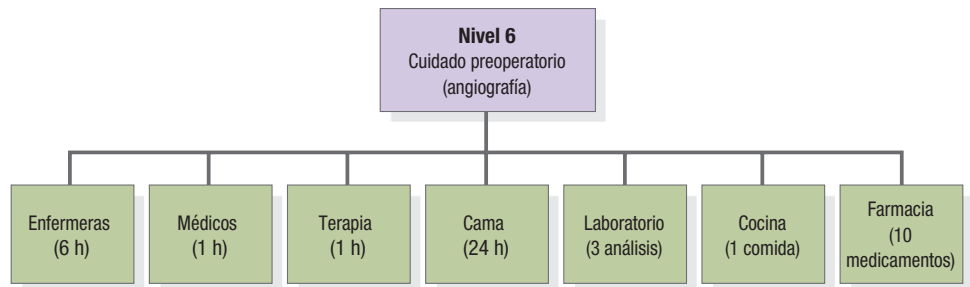 Nivel 6
Cuidado preoperatorio
(angiografía)
Enfermeras
(6 h)
Médicos
(1 h)
Terapia
(1 h)
Cama
(24 h)
Laboratorio
(3 análisis)
Cocina
(1 comida)
Farmacia
(10
medicamentos)